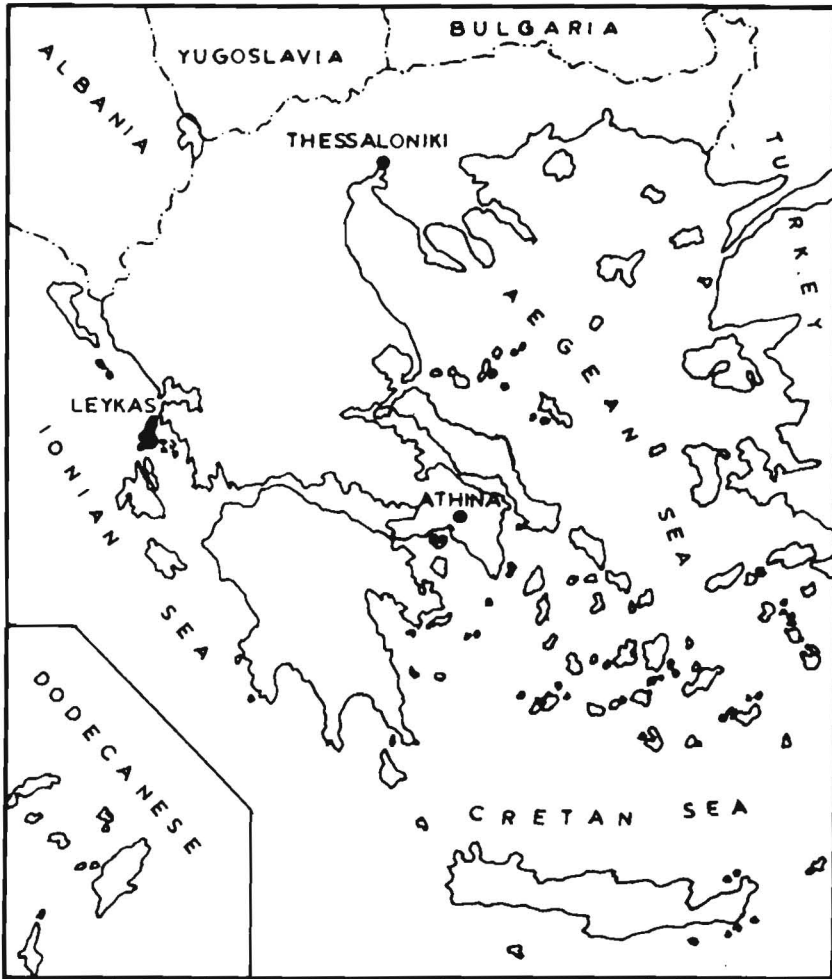 ALBANIA
YUGOSLAVIA
BULGARIA
THESSALONIKI
TURKEY
AEGEAN SEA
LEYKAS
IONIAN SEA
ATHINA
DODECANESE
CRETAN SEA